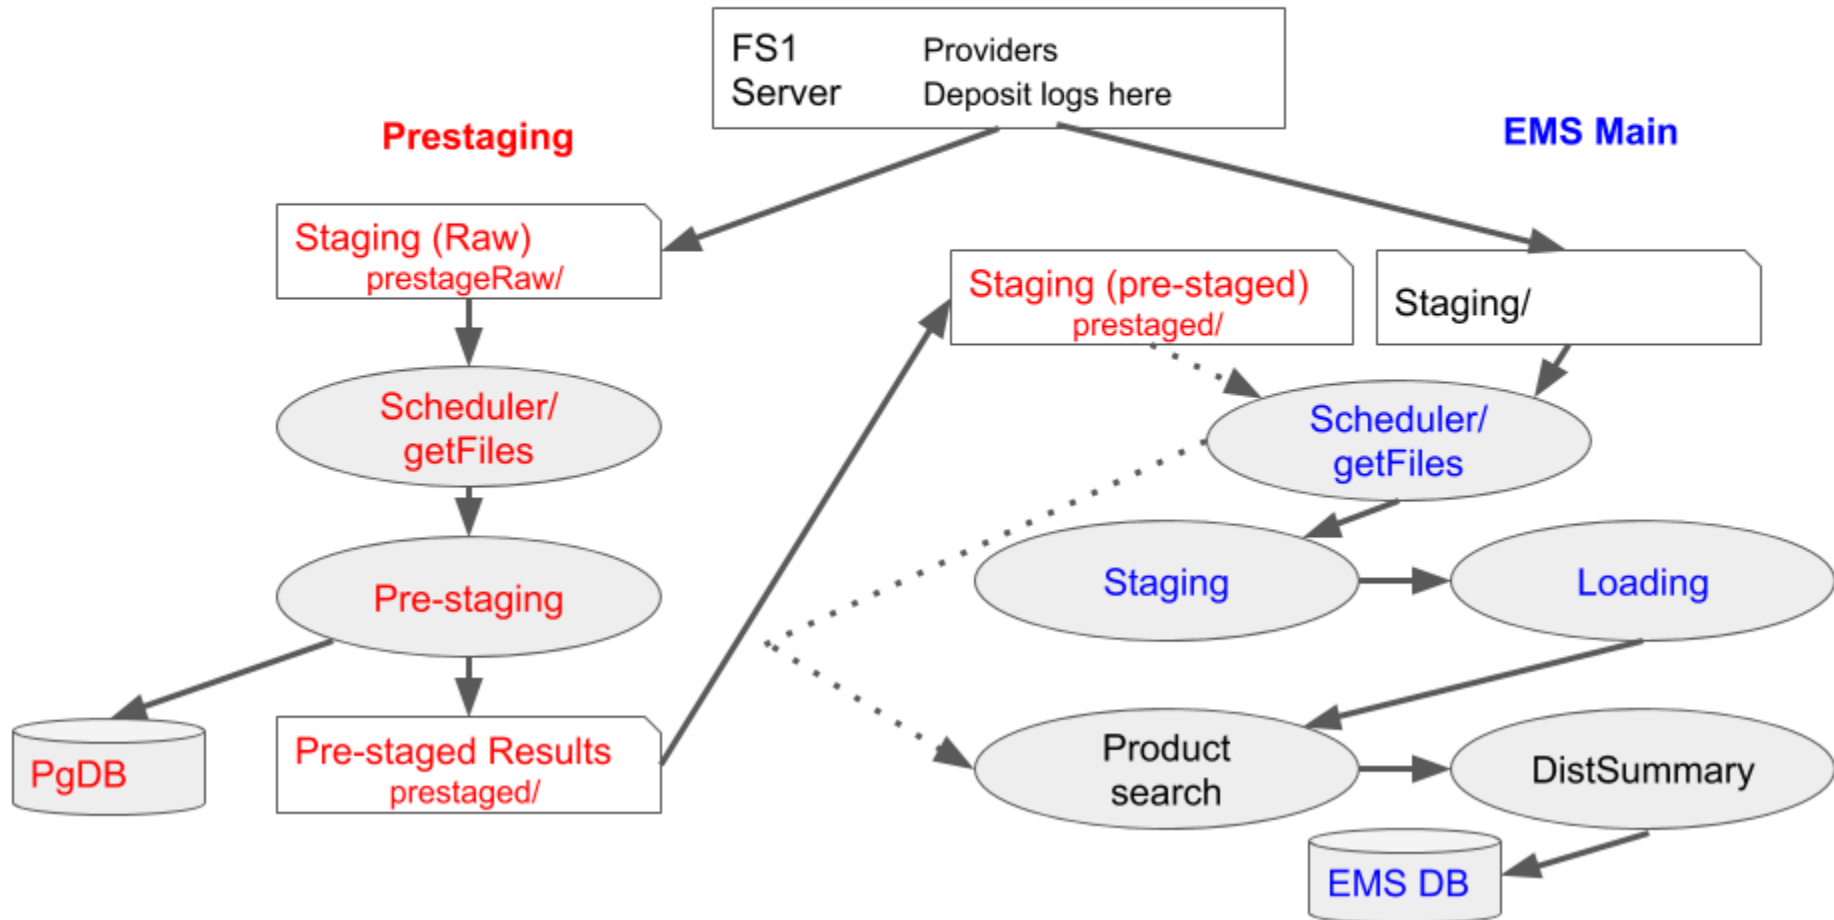 FS1 Providers
Server Deposit logs here
Prestaging
EMS Main
Staging (Raw)
prestageRaw/
Staging (pre-staged)
prestaged/
Staging/
Scheduler/
getFiles
Scheduler/
getFiles
Pre-staging
Staging
Loading
PgDB
Pre-staged Results
prestaged/
Product
search
DistSummary
EMS DB